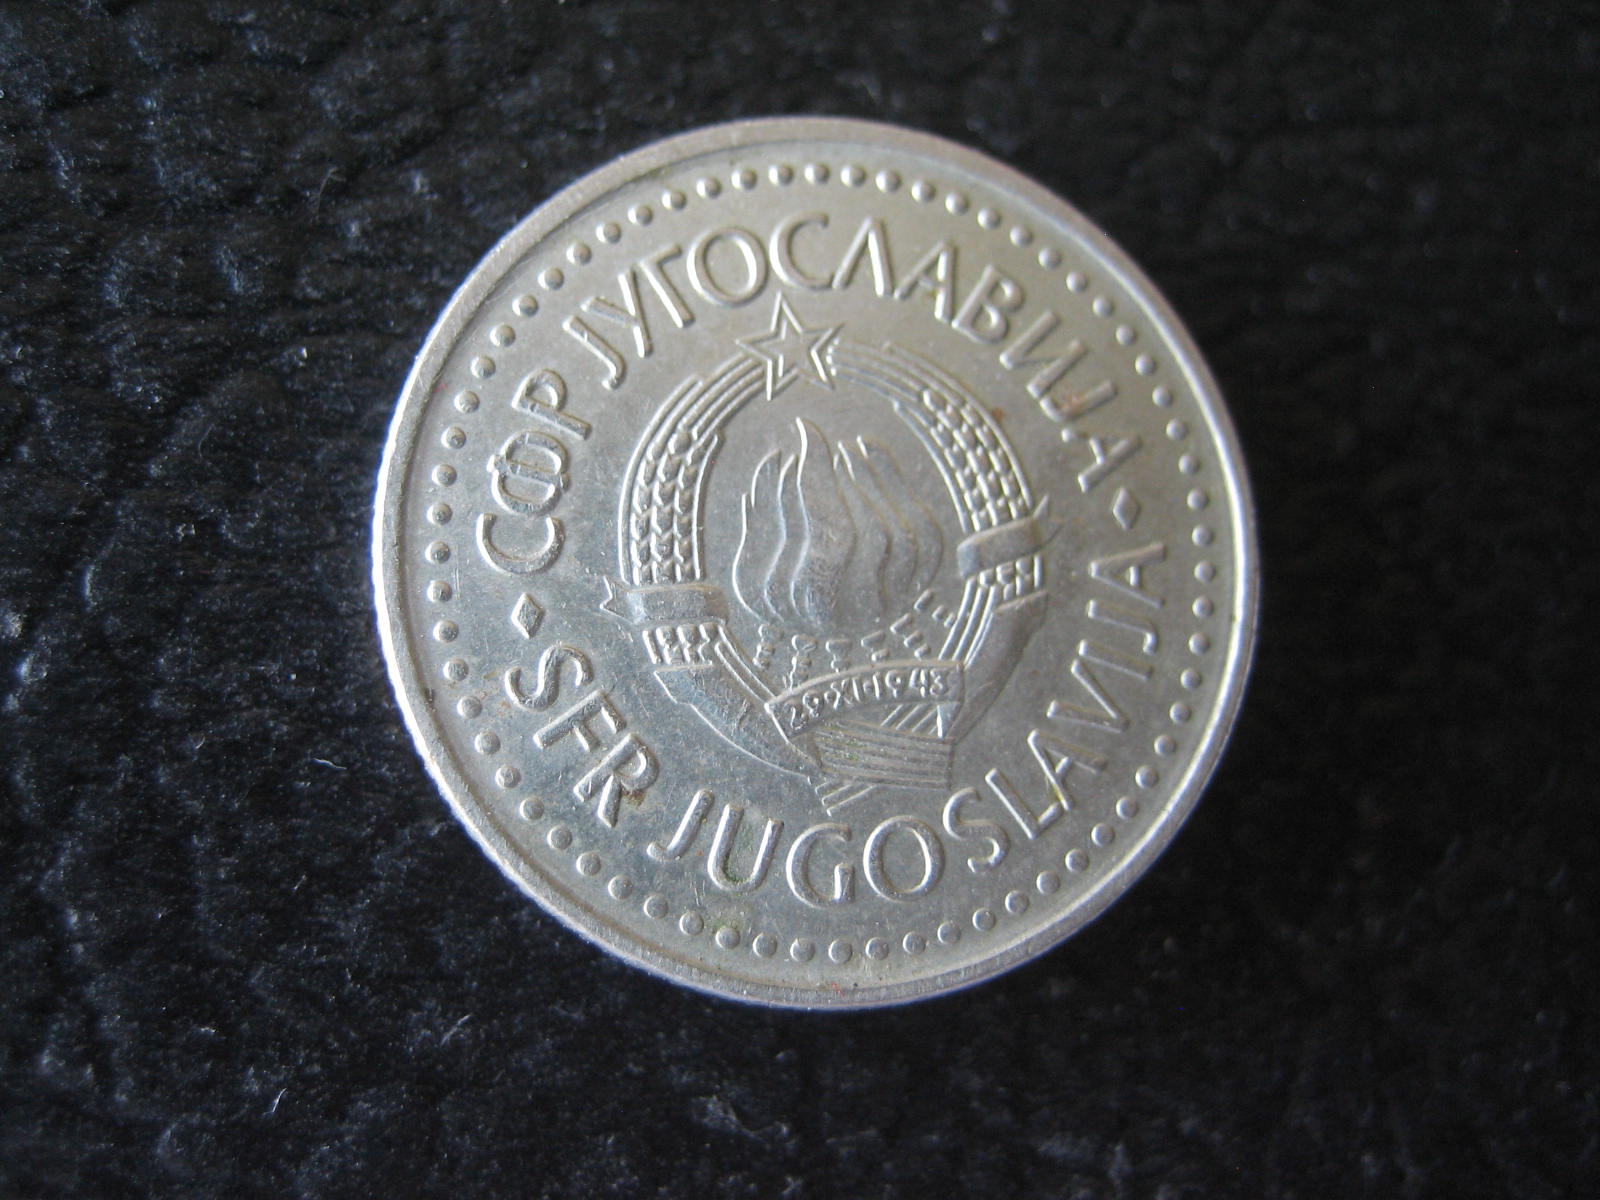 СФР ЈУГОСЛАВИЈА
SFR JUGOSLAVIJA
29•XI•1943